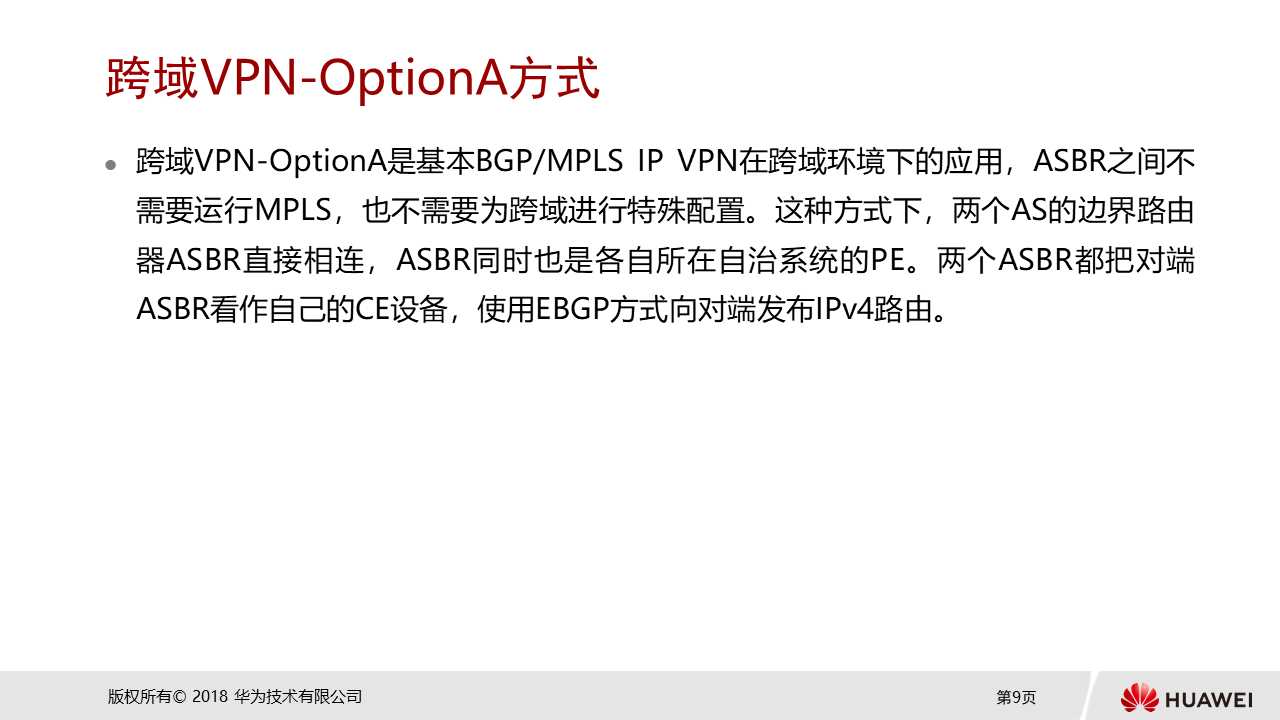 跨域VPN-OptionA方式
跨域VPN-OptionA是基本BGP/MPLS IP VPN在跨域环境下的应用，ASBR之间不
需要运行MPLS，也不需要为跨域进行特殊配置。这种方式下，两个AS的边界路由
器ASBR直接相连，ASBR同时也是各自所在自治系统的PE。两个ASBR都把对端
ASBR看作自己的CE设备，使用EBGP方式向对端发布IPv4路由。
版权所有© 2018 华为技术有限公司
第9页
HUAWEI